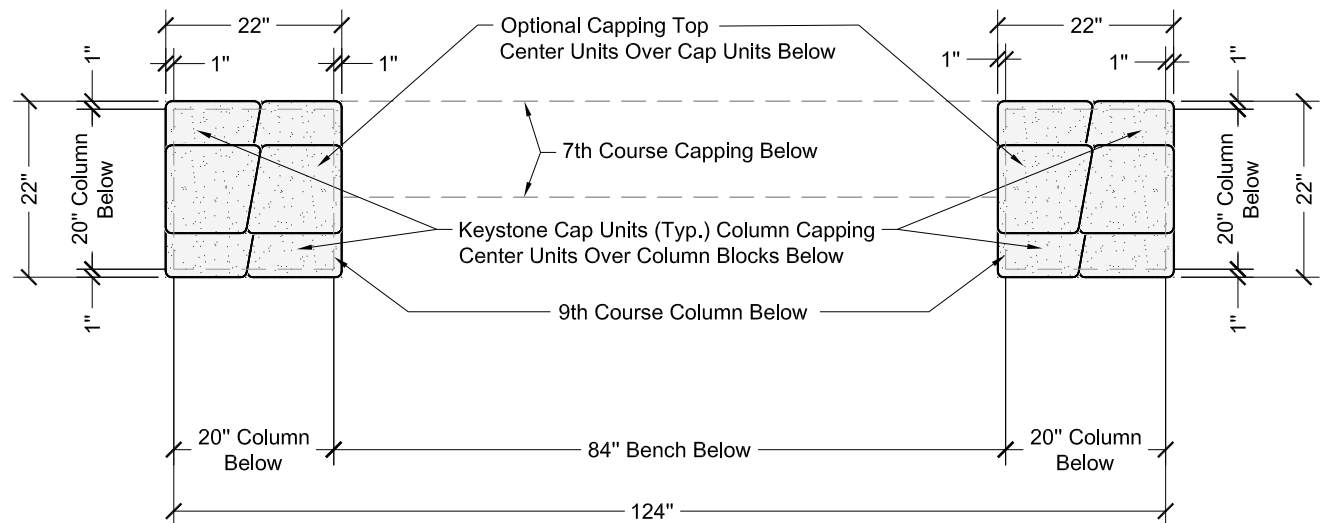 22"
Optional Capping Top
Center Units Over Cap Units Below
22"
1"
1"
1"
1"
1"
1"
7th Course Capping Below
22"
20" Column
Below
20" Column
Below
22"
Keystone Cap Units (Typ.) Column Capping
Center Units Over Column Blocks Below
9th Course Column Below
1"
1"
20" Column
Below
84" Bench Below
20" Column
Below
124"